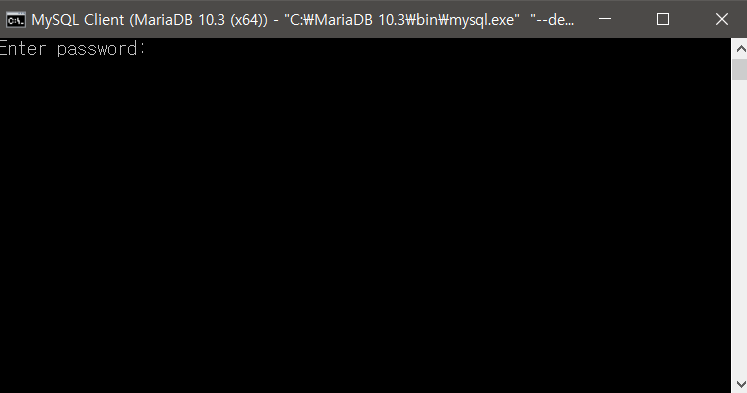 MySQL Client (MariaDB 10.3 (x64)) - "C:₩MariaDB 10.3₩bin₩mysql.exe"  "--de...
Enter password: